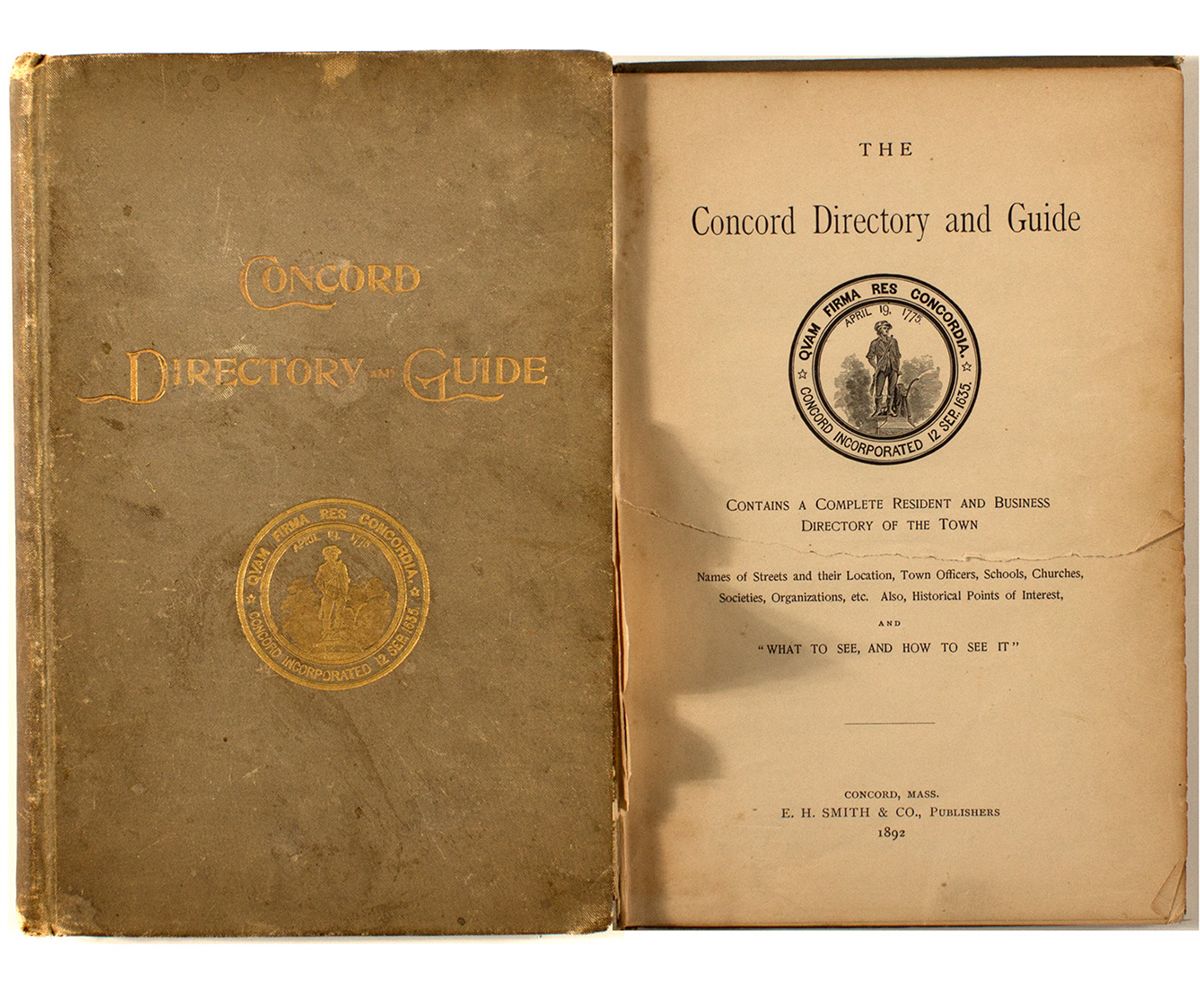 CONCORD
DIRECTORY AND GUIDE
QVAM FIRMA RES CONCORDIA.
APRIL 19, 1775
☆ CONCORD INCORPORATED 12 SEP. 1635. ☆
THE
Concord Directory and Guide
QVAM FIRMA RES CONCORDIA.
APRIL 19, 1775.
☆ CONCORD INCORPORATED 12 SEP. 1635. ☆
CONTAINS A COMPLETE RESIDENT AND BUSINESS
DIRECTORY OF THE TOWN
Names of Streets and their Location, Town Officers, Schools, Churches,
Societies, Organizations, etc. Also, Historical Points of Interest,
AND
"WHAT TO SEE, AND HOW TO SEE IT"
CONCORD, MASS.
E. H. SMITH & CO., PUBLISHERS
1892